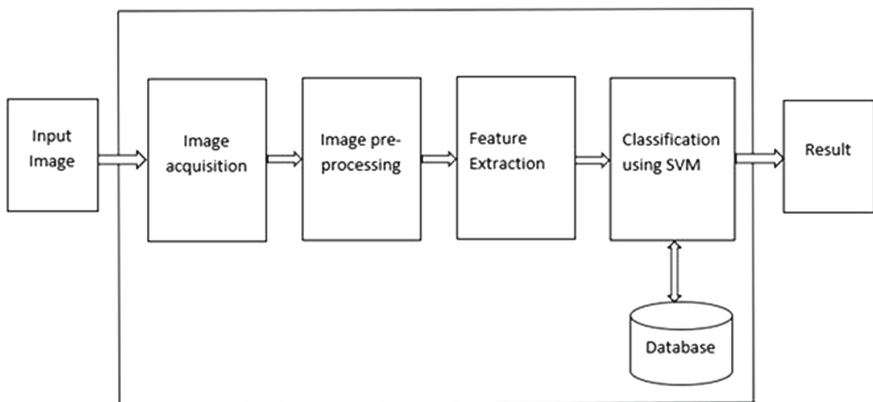 Input
Image
Image
acquisition
Image pre-
processing
Feature
Extraction
Classification
using SVM
Result
Database